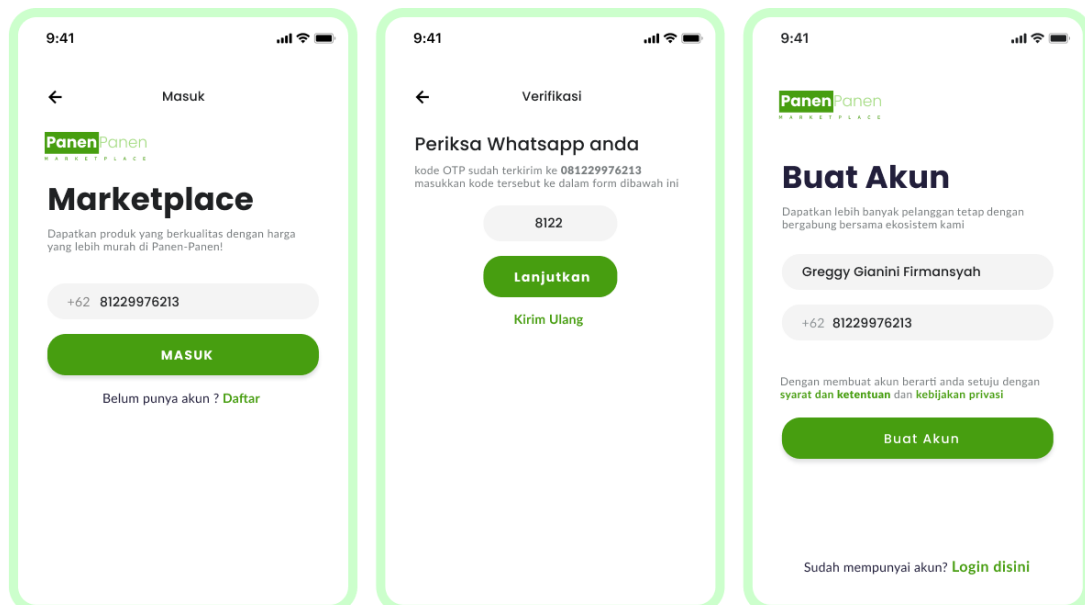 9:41
Masuk
PanenPanen
MARKETPLACE
Marketplace
Dapatkan produk yang berkualitas dengan harga
yang lebih murah di Panen-Panen!
+62 81229976213
MASUK
Belum punya akun ? Daftar
9:41
Verifikasi
Periksa Whatsapp anda
kode OTP sudah terkirim ke 081229976213
masukkan kode tersebut ke dalam form dibawah ini
8122
Lanjutkan
Kirim Ulang
9:41
PanenPanen
MARKETPLACE
Buat Akun
Dapatkan lebih banyak pelanggan tetap dengan
bergabung bersama ekosistem kami
Greggy Gianini Firmansyah
+62 81229976213
Dengan membuat akun berarti anda setuju dengan
syarat dan ketentuan dan kebijakan privasi
Buat Akun
Sudah mempunyai akun? Login disini